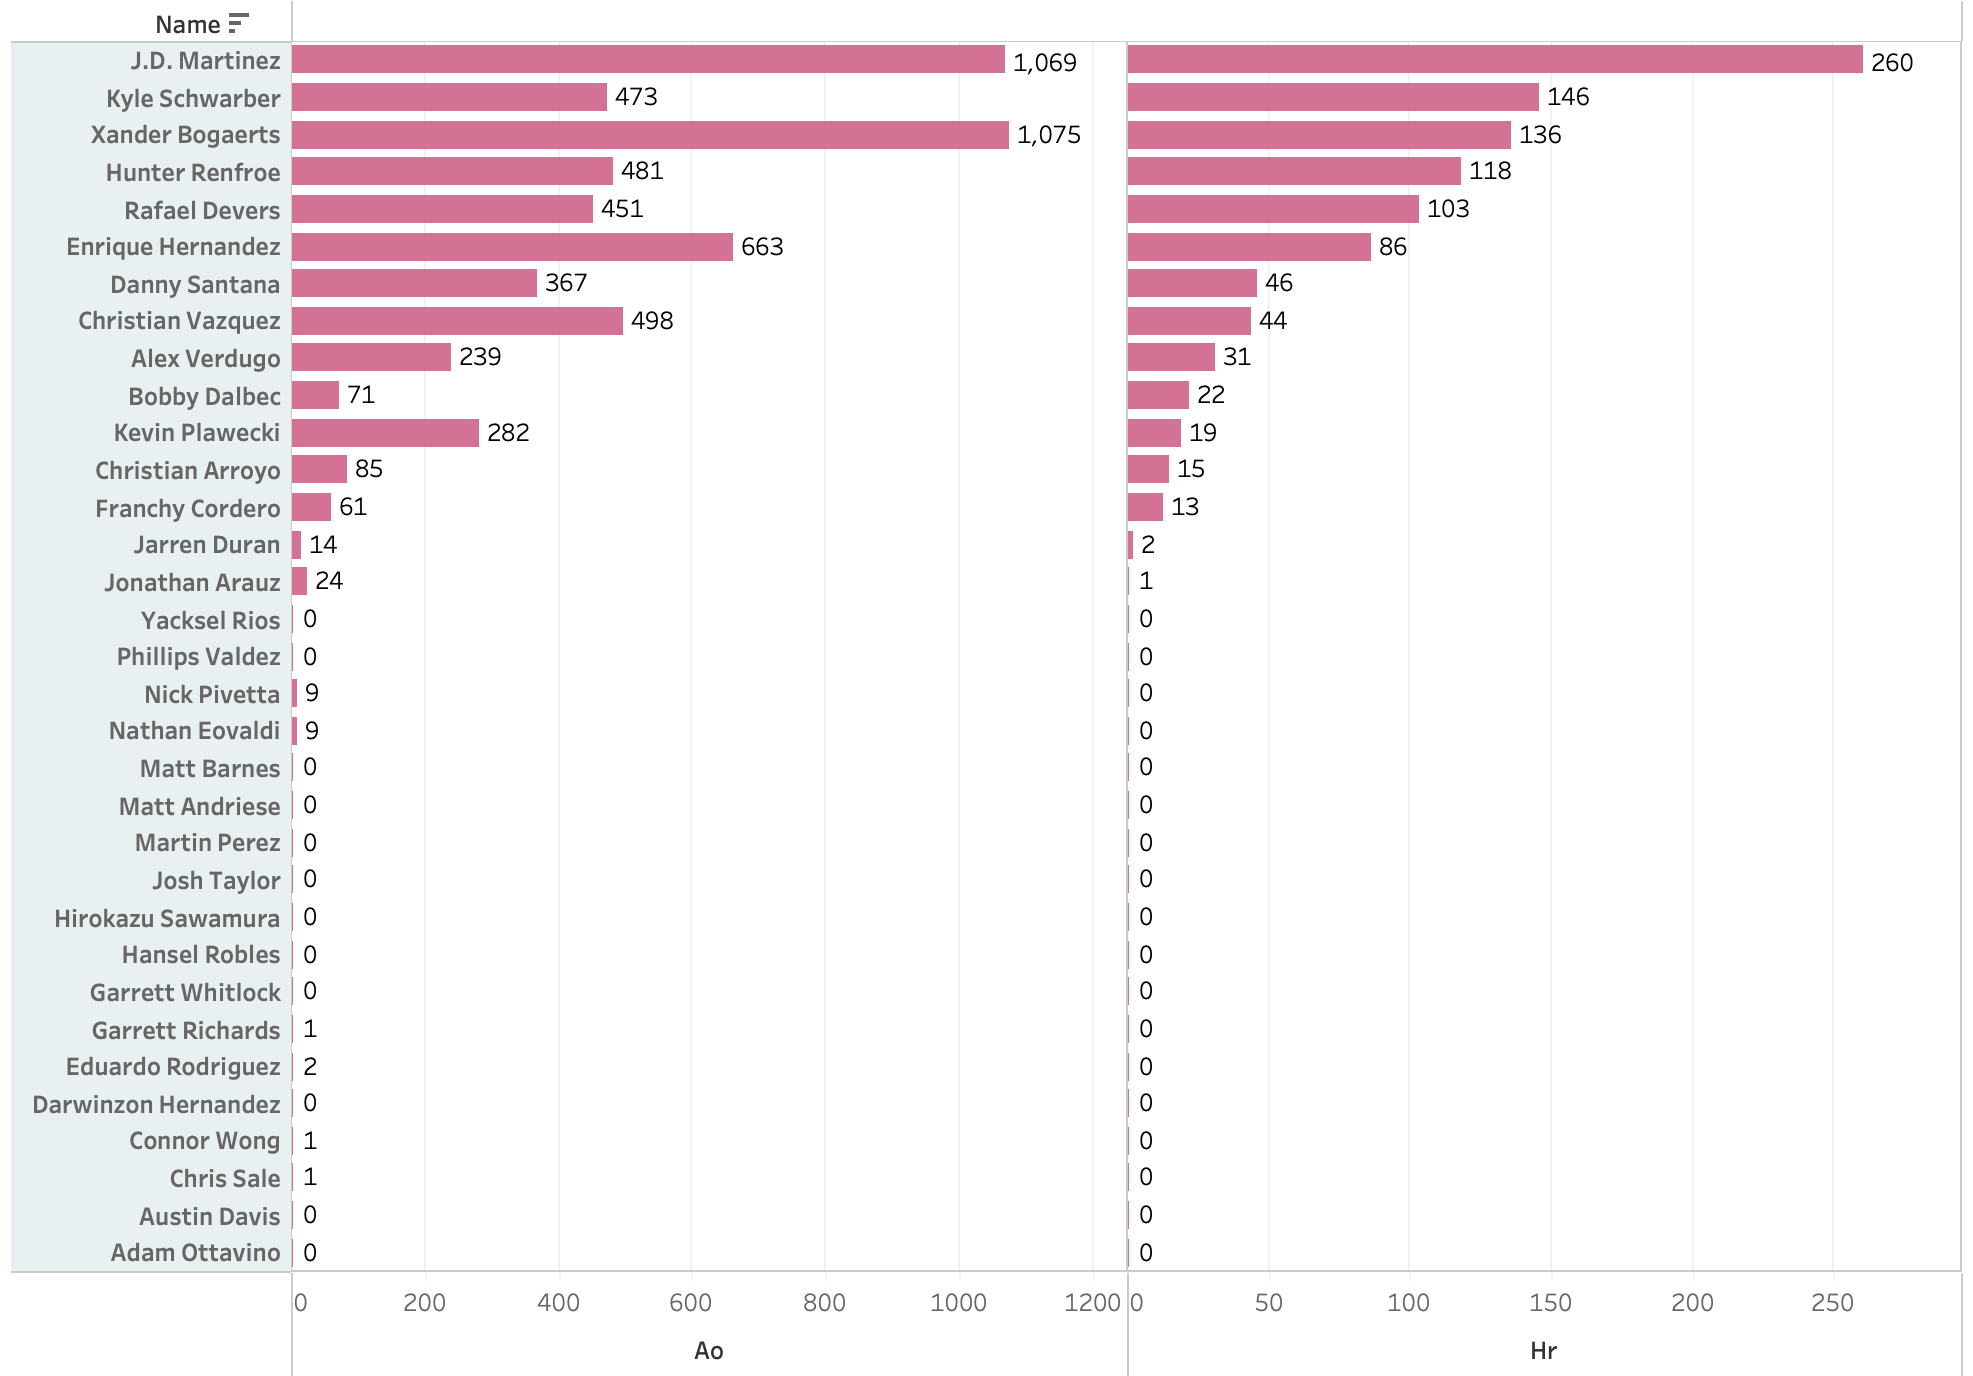 Name
J.D. Martinez 1,069 260
Kyle Schwarber 473 146
Xander Bogaerts 1,075 136
Hunter Renfroe 481 118
Rafael Devers 451 103
Enrique Hernandez 663 86
Danny Santana 367 46
Christian Vazquez 498 44
Alex Verdugo 239 31
Bobby Dalbec 71 22
Kevin Plawecki 282 19
Christian Arroyo 85 15
Franchy Cordero 61 13
Jarren Duran 14 2
Jonathan Arauz 24 1
Yacksel Rios 0 0
Phillips Valdez 0 0
Nick Pivetta 9 0
Nathan Eovaldi 9 0
Matt Barnes 0 0
Matt Andriese 0 0
Martin Perez 0 0
Josh Taylor 0 0
Hirokazu Sawamura 0 0
Hansel Robles 0 0
Garrett Whitlock 0 0
Garrett Richards 1 0
Eduardo Rodriguez 2 0
Darwinzon Hernandez 0 0
Connor Wong 1 0
Chris Sale 1 0
Austin Davis 0 0
Adam Ottavino 0 0
0 200 400 600 800 1000 1200 0 50 100 150 200 250
Ao Hr